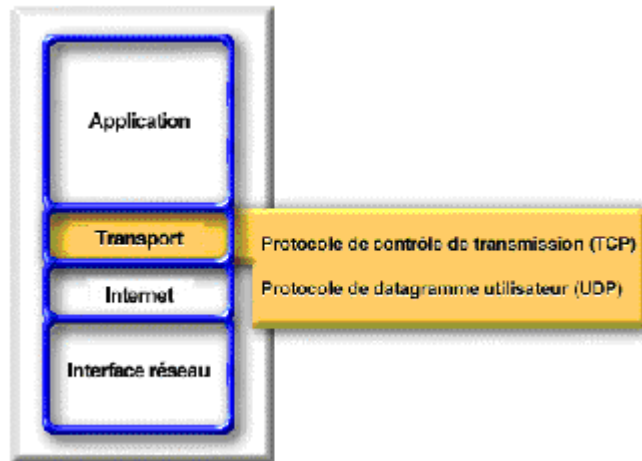 Application
Transport
Protocole de contrôle de transmission (TCP)
Protocole de datagramme utilisateur (UDP)
Internet
Interface réseau